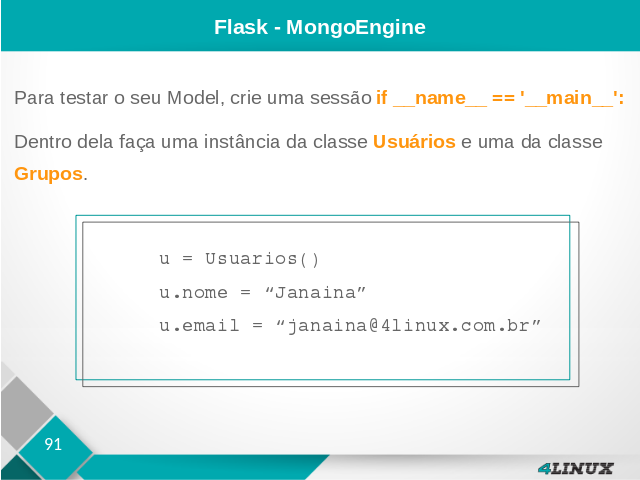 Flask - MongoEngine
Para testar o seu Model, crie uma sessão if __name__ == '__main__':
Dentro dela faça uma instância da classe Usuários e uma da classe
Grupos.
u = Usuarios()
u.nome = “Janaina”
u.email = “janaina@4linux.com.br”
91
4LINUX